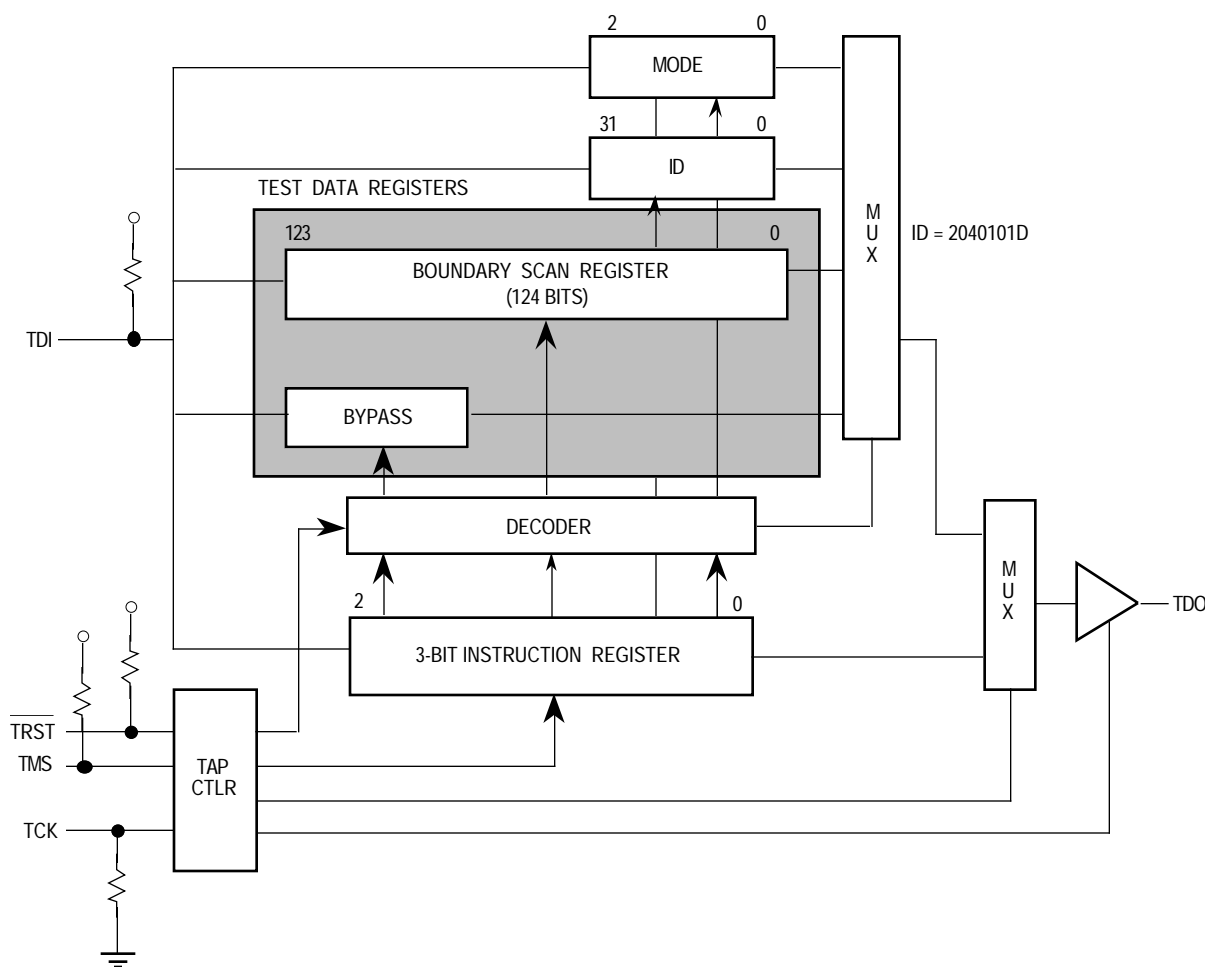 2 0
MODE
31 0
ID
TEST DATA REGISTERS
123 0
BOUNDARY SCAN REGISTER
(124 BITS)
M
U
X
ID = 2040101D
TDI
BYPASS
DECODER
2 0
3-BIT INSTRUCTION REGISTER
M
U
X
TDO
TRST
TMS
TAP
CTLR
TCK